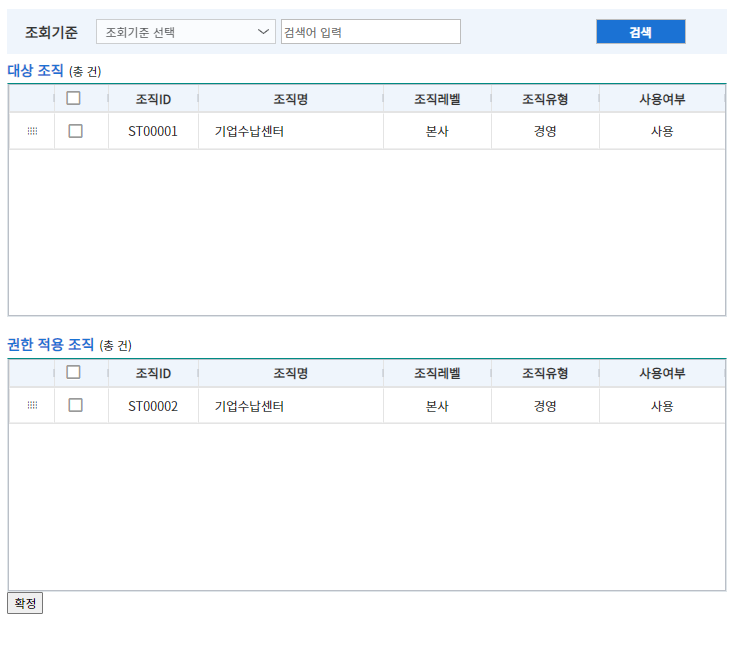 조회기준 조회기준 선택 검색어 입력 검색
대상 조직 (총 건)
조직ID 조직명 조직레벨 조직유형 사용여부
ST00001 기업수납센터 본사 경영 사용
권한 적용 조직 (총 건)
조직ID 조직명 조직레벨 조직유형 사용여부
ST00002 기업수납센터 본사 경영 사용
확정